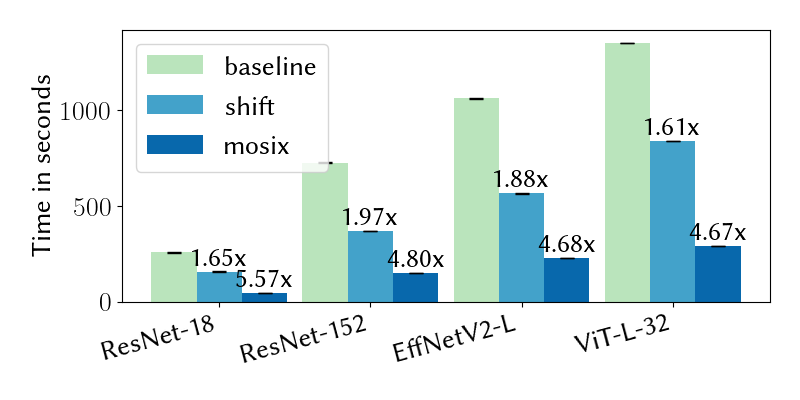 Time in seconds
1000
500
0
baseline
shift
mosix
1.65x
5.57x
1.97x
4.80x
1.88x
4.68x
1.61x
4.67x
ResNet-18
ResNet-152
EffNetV2-L
ViT-L-32